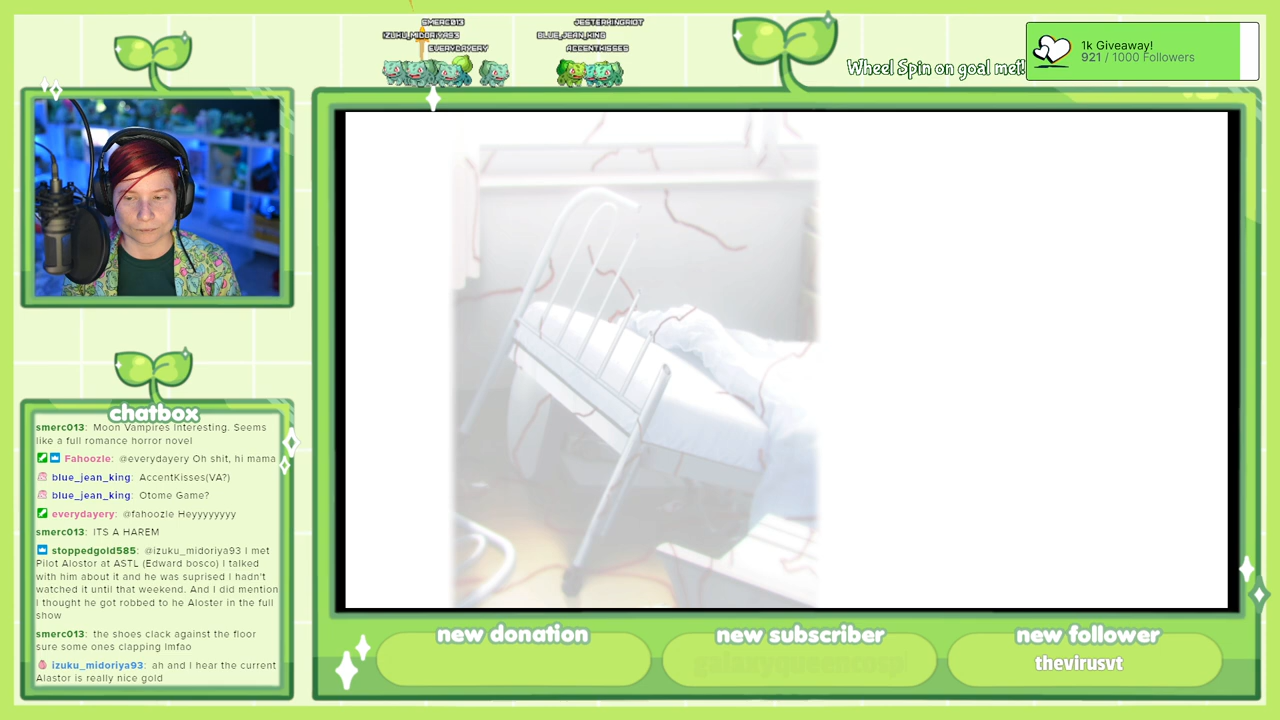 SMERC013
IZUKU_MIDORIYA93
EVERYDAYERY
JESTERKINGRIOT
BLUE_JEAN_KING
ACCENTKISSES
Wheel Spin on goal met!
1k Giveaway!
921 / 1000 Followers
chatbox
smerc013: Moon Vampires Interesting. Seems
like a full romance horror novel
Fahoozle: @everydayery Oh shit, hi mama
blue_jean_king: AccentKisses(VA?)
blue_jean_king: Otome Game?
everydayery: @fahoozle Heyyyyyyy
smerc013: ITS A HAREM
stoppedgold585: @izuku_midoriya93 I met
Pilot Alostor at ASTL (Edward bosco) I talked
with him about it and he was suprised I hadn't
watched it until that weekend. And I did mention
I thought he got robbed to he Aloster in the full
show
smerc013: the shoes clack against the floor
sure some ones clapping lmfao
izuku_midoriya93: ah and I hear the current
Alastor is really nice gold
new donation
new subscriber
new follower
thevirusvt